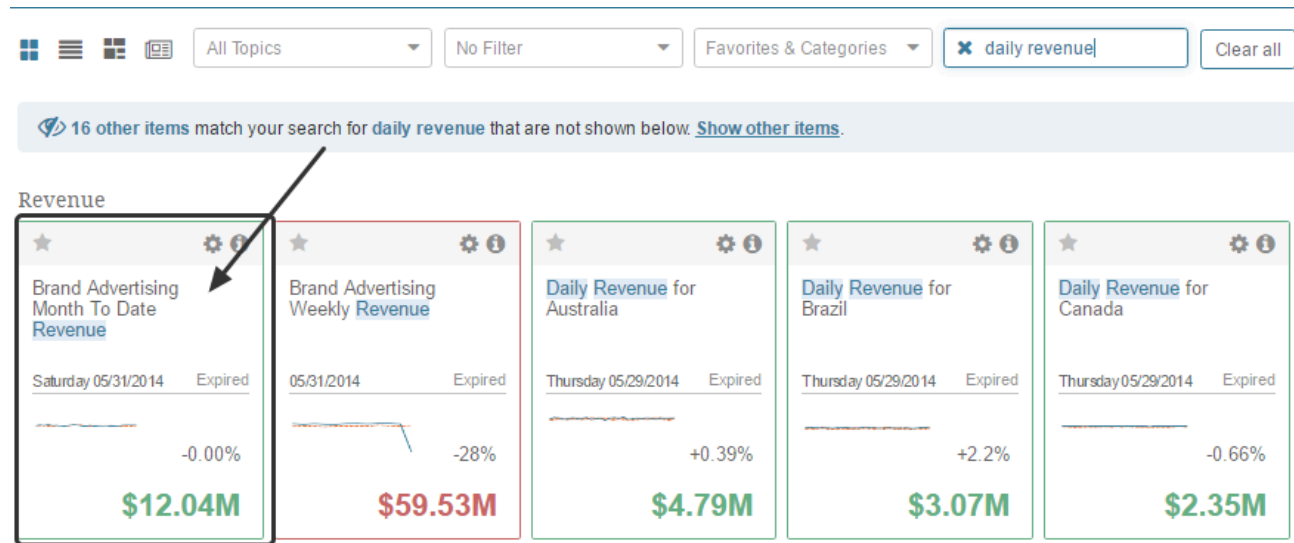 All Topics No Filter Favorites & Categories daily revenue Clear all
16 other items match your search for daily revenue that are not shown below. Show other items.
Revenue
Brand Advertising
Month To Date
Revenue
Saturday 05/31/2014 Expired
-0.00%
$12.04M
Brand Advertising
Weekly Revenue
05/31/2014 Expired
-28%
$59.53M
Daily Revenue for
Australia
Thursday 05/29/2014 Expired
+0.39%
$4.79M
Daily Revenue for
Brazil
Thursday 05/29/2014 Expired
+2.2%
$3.07M
Daily Revenue for
Canada
Thursday 05/29/2014 Expired
-0.66%
$2.35M